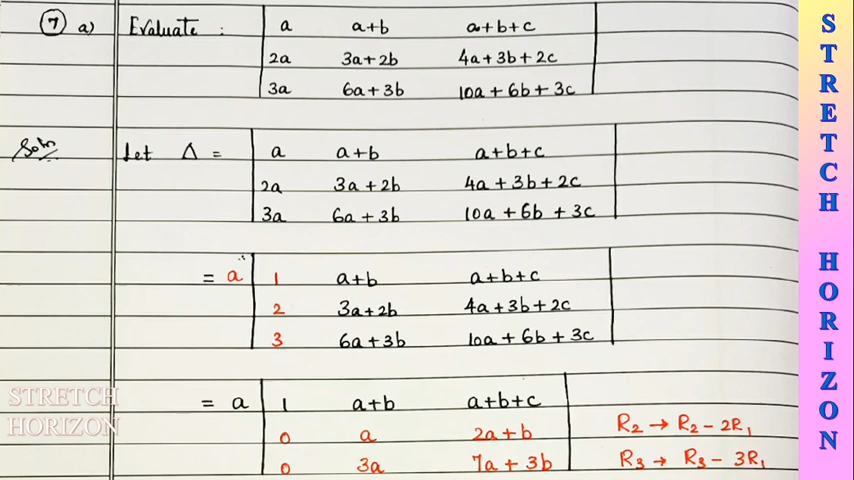 7 a) Evaluate : | a a+b a+b+c |
| 2a 3a+2b 4a+3b+2c |
| 3a 6a+3b 10a+6b+3c |
Soln Let Δ = | a a+b a+b+c |
| 2a 3a+2b 4a+3b+2c |
| 3a 6a+3b 10a+6b+3c |
= a | 1 a+b a+b+c |
| 2 3a+2b 4a+3b+2c |
| 3 6a+3b 10a+6b+3c |
= a | 1 a+b a+b+c |
| 0 a 2a+b | R2 → R2 - 2R1
| 0 3a 7a+3b | R3 → R3 - 3R1
STRETCH
HORIZON
STRETCH HORIZON